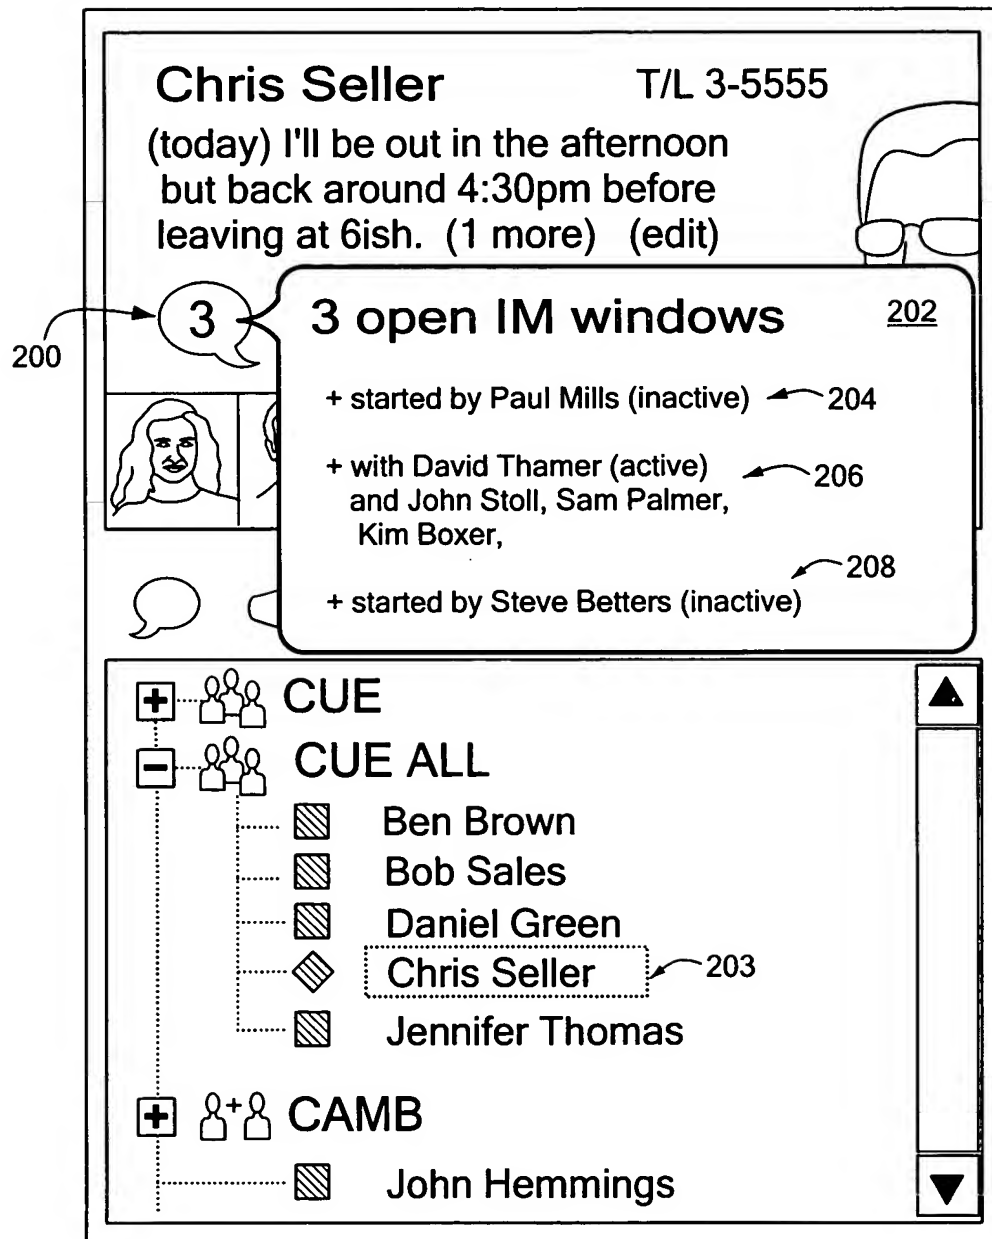 Chris Seller T/L 3-5555
(today) I'll be out in the afternoon
but back around 4:30pm before
leaving at 6ish. (1 more) (edit)
200
3
3 open IM windows 202
+ started by Paul Mills (inactive) 204
+ with David Thamer (active) 206
and John Stoll, Sam Palmer,
Kim Boxer,
208
+ started by Steve Betters (inactive)
+ CUE
- CUE ALL
Ben Brown
Bob Sales
Daniel Green
Chris Seller 203
Jennifer Thomas
+ + CAMB
John Hemmings